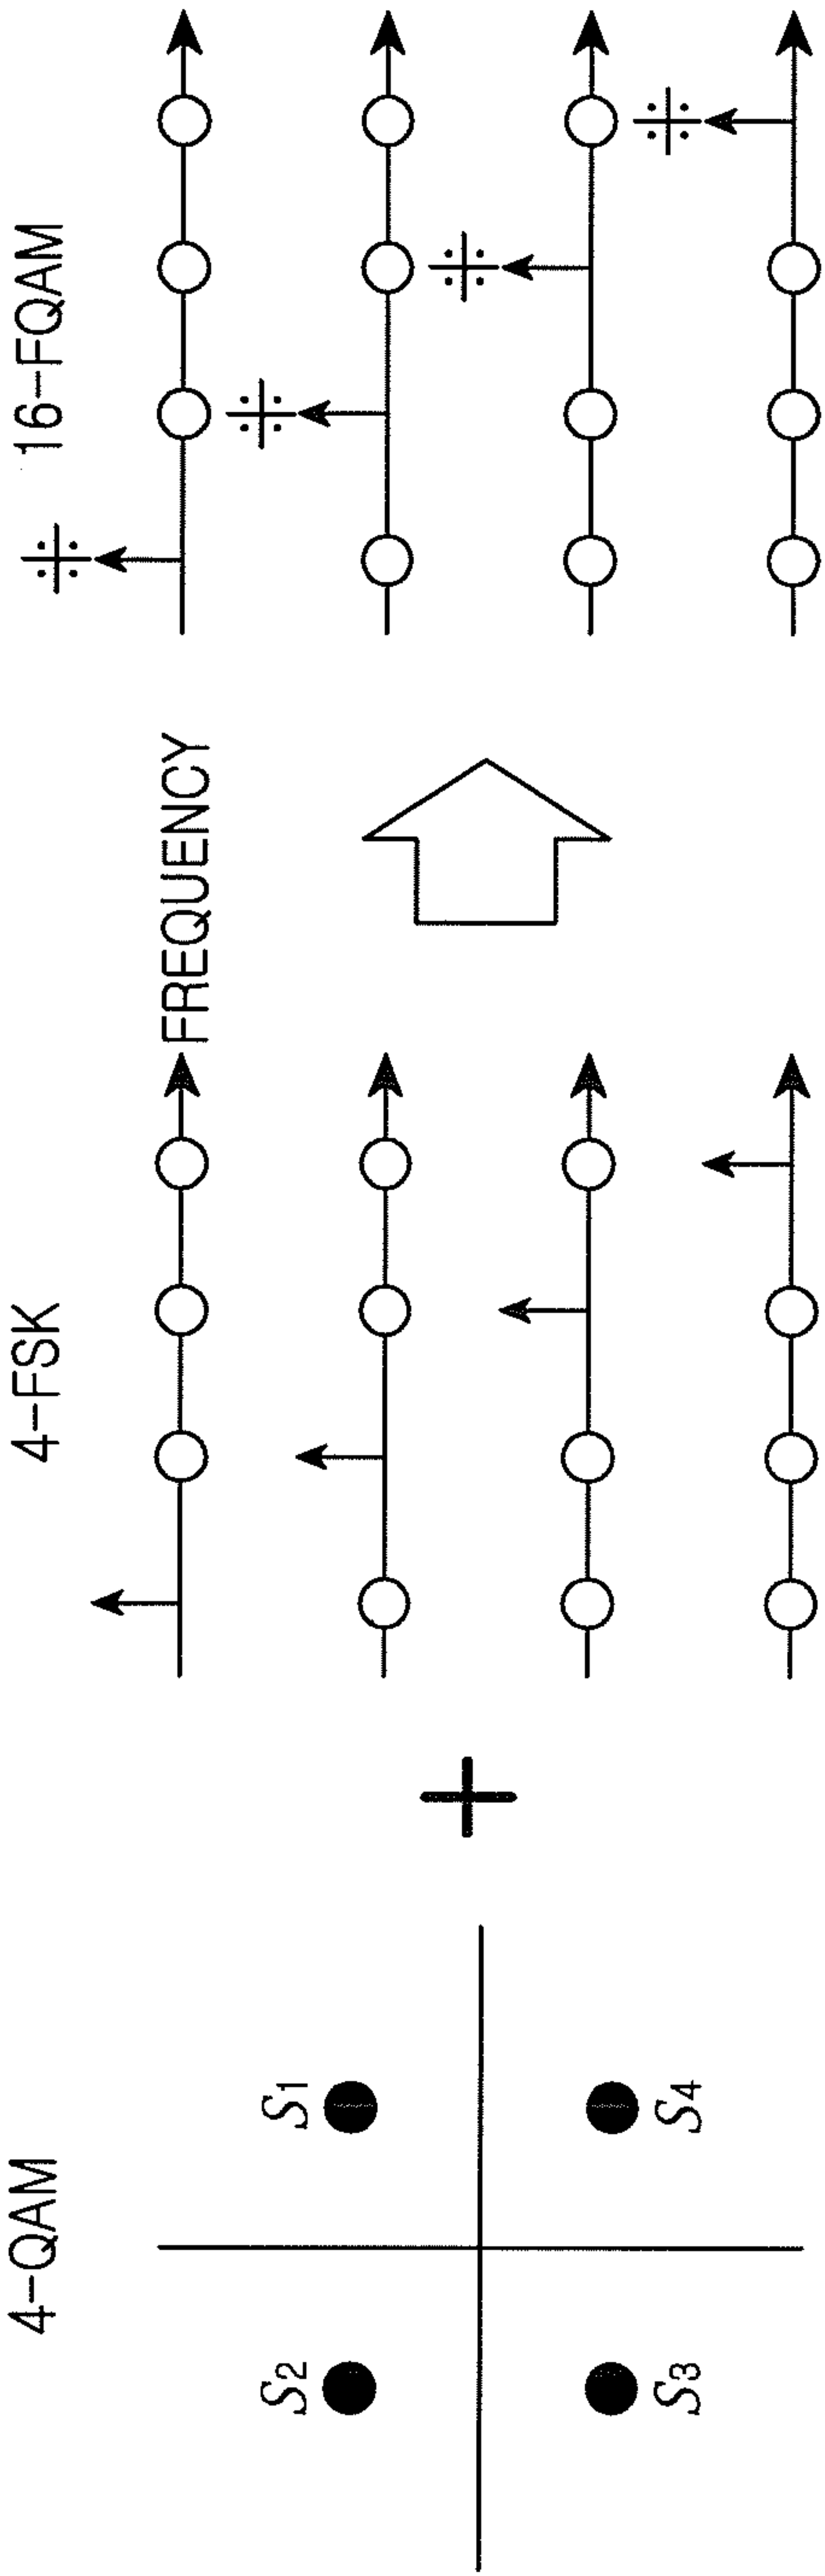 4-QAM
4-FSK
16-FQAM
S2
S1
S3
S4
+
FREQUENCY